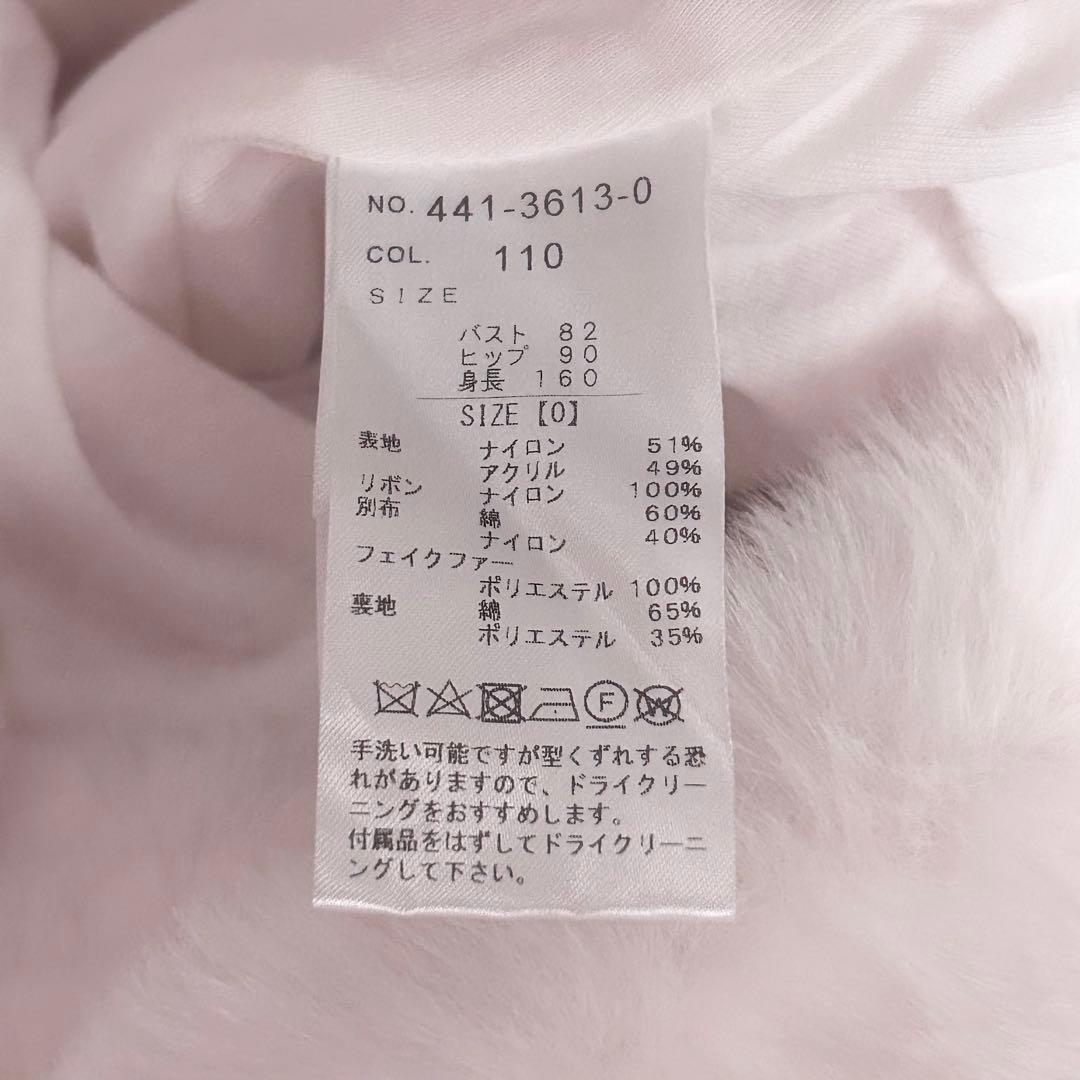 NO. 441-3613-0
COL. 110
SIZE
バスト 82
ヒップ 90
身長 160
SIZE【0】
表地 ナイロン 51%
アクリル 49%
リボン ナイロン 100%
別布 綿 60%
ナイロン 40%
フェイクファー
ポリエステル 100%
裏地 綿 65%
ポリエステル 35%
F W
手洗い可能ですが型くずれする恐
れがありますので、ドライクリー
ニングをおすすめします。
付属品をはずしてドライクリーニ
ングして下さい。